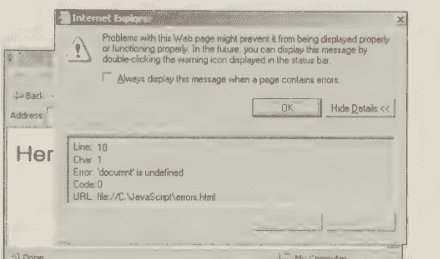 Internet Explorer
Problems with this Web page might prevent it from being displayed properly
or functioning properly. In the future, you can display this message by
double-clicking the warning icon displayed in the status bar.
Always display this message when a page contains errors.
OK
Hide Details <<
Back
Address
Her
Line: 10
Char: 1
Error: 'documnt' is undefined
Code: 0
URL: file://C:\JavaScript\errors.html
Done
My Computer